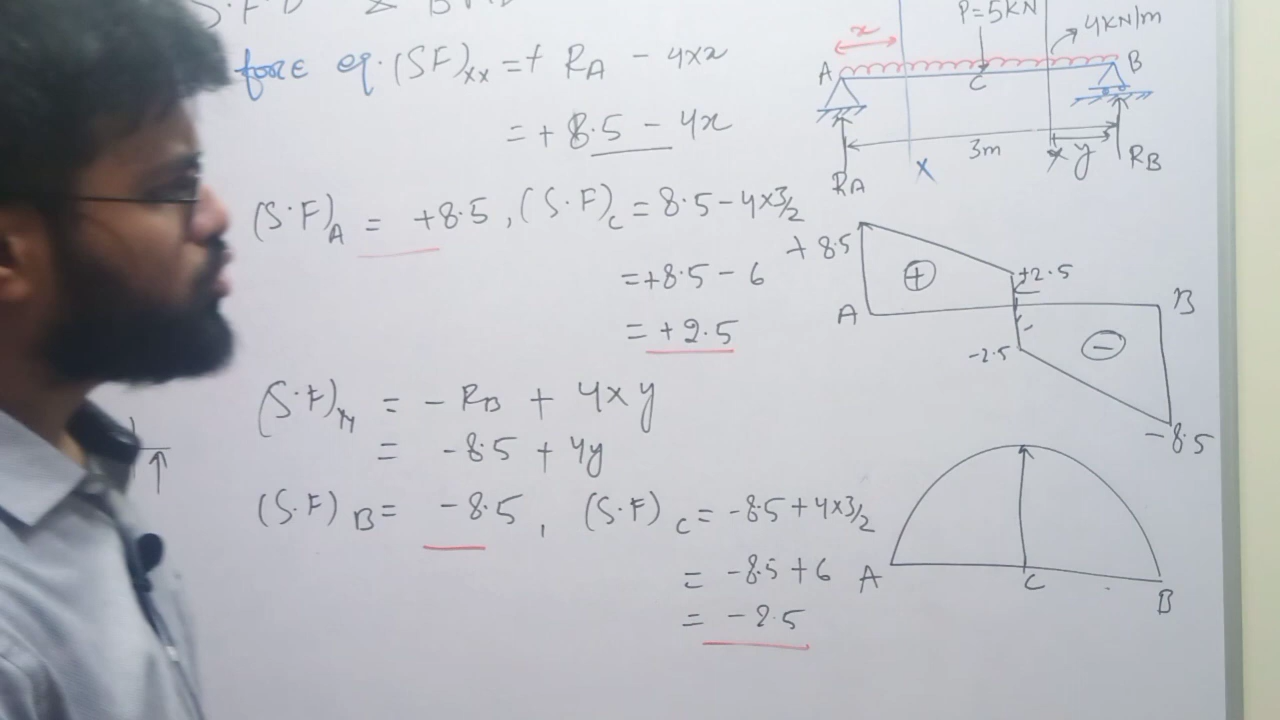 S.F.D & B.M.D
force eq. (SF)xx = + RA - 4xx
= + 8.5 - 4x
(S.F)A = +8.5, (S.F)C = 8.5 - 4x3/2
= +8.5 - 6
= +2.5
(S.F)yy = - RB + 4xy
= -8.5 + 4y
(S.F)B = -8.5, (S.F)C = -8.5 + 4x3/2
= -8.5 + 6
= -2.5
P=5KN
4KN/m
x
A
C
B
3m
y
RA
X
RB
+8.5
+
+2.5
A
B
-2.5
-
-8.5
A
C
B